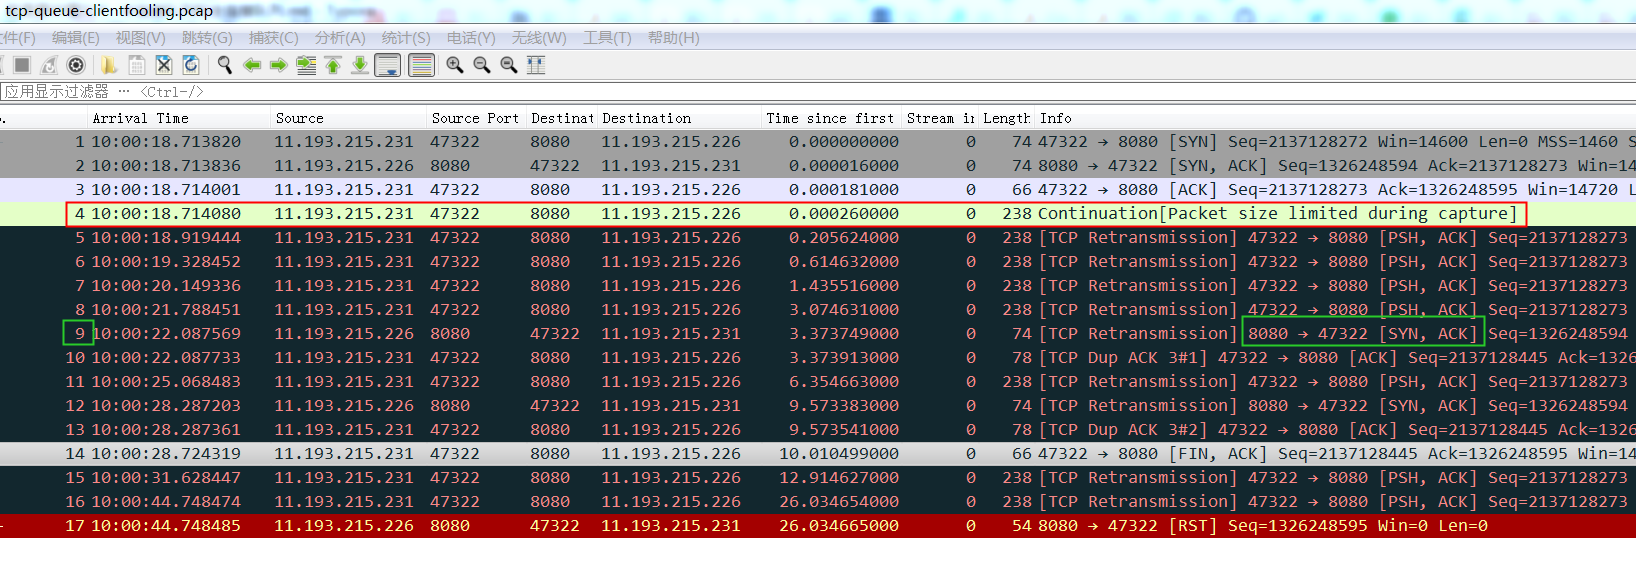 tcp-queue-clientfooling.pcap
件(F) 编辑(E) 视图(V) 跳转(G) 捕获(C) 分析(A) 统计(S) 电话(Y) 无线(W) 工具(T) 帮助(H)
应用显示过滤器 … <Ctrl-/>
Arrival Time Source Source Port Destinat Destination Time since first Stream in Length Info
1 10:00:18.713820 11.193.215.231 47322 8080 11.193.215.226 0.000000000 0 74 47322 → 8080 [SYN] Seq=2137128272 Win=14600 Len=0 MSS=1460 S
2 10:00:18.713836 11.193.215.226 8080 47322 11.193.215.231 0.000016000 0 74 8080 → 47322 [SYN, ACK] Seq=1326248594 Ack=2137128273 Win=14
3 10:00:18.714001 11.193.215.231 47322 8080 11.193.215.226 0.000181000 0 66 47322 → 8080 [ACK] Seq=2137128273 Ack=1326248595 Win=14720 L
4 10:00:18.714080 11.193.215.231 47322 8080 11.193.215.226 0.000260000 0 238 Continuation[Packet size limited during capture]
5 10:00:18.919444 11.193.215.231 47322 8080 11.193.215.226 0.205624000 0 238 [TCP Retransmission] 47322 → 8080 [PSH, ACK] Seq=2137128273
6 10:00:19.328452 11.193.215.231 47322 8080 11.193.215.226 0.614632000 0 238 [TCP Retransmission] 47322 → 8080 [PSH, ACK] Seq=2137128273
7 10:00:20.149336 11.193.215.231 47322 8080 11.193.215.226 1.435516000 0 238 [TCP Retransmission] 47322 → 8080 [PSH, ACK] Seq=2137128273
8 10:00:21.788451 11.193.215.231 47322 8080 11.193.215.226 3.074631000 0 238 [TCP Retransmission] 47322 → 8080 [PSH, ACK] Seq=2137128273
9 10:00:22.087569 11.193.215.226 8080 47322 11.193.215.231 3.373749000 0 74 [TCP Retransmission] 8080 → 47322 [SYN, ACK] Seq=1326248594
10 10:00:22.087733 11.193.215.231 47322 8080 11.193.215.226 3.373913000 0 78 [TCP Dup ACK 3#1] 47322 → 8080 [ACK] Seq=2137128445 Ack=1326
11 10:00:25.068483 11.193.215.231 47322 8080 11.193.215.226 6.354663000 0 238 [TCP Retransmission] 47322 → 8080 [PSH, ACK] Seq=2137128273
12 10:00:28.287203 11.193.215.226 8080 47322 11.193.215.231 9.573383000 0 74 [TCP Retransmission] 8080 → 47322 [SYN, ACK] Seq=1326248594
13 10:00:28.287361 11.193.215.231 47322 8080 11.193.215.226 9.573541000 0 78 [TCP Dup ACK 3#2] 47322 → 8080 [ACK] Seq=2137128445 Ack=1326
14 10:00:28.724319 11.193.215.231 47322 8080 11.193.215.226 10.010499000 0 66 47322 → 8080 [FIN, ACK] Seq=2137128445 Ack=1326248595 Win=14
15 10:00:31.628447 11.193.215.231 47322 8080 11.193.215.226 12.914627000 0 238 [TCP Retransmission] 47322 → 8080 [PSH, ACK] Seq=2137128273
16 10:00:44.748474 11.193.215.231 47322 8080 11.193.215.226 26.034654000 0 238 [TCP Retransmission] 47322 → 8080 [PSH, ACK] Seq=2137128273
17 10:00:44.748485 11.193.215.226 8080 47322 11.193.215.231 26.034665000 0 54 8080 → 47322 [RST] Seq=1326248595 Win=0 Len=0